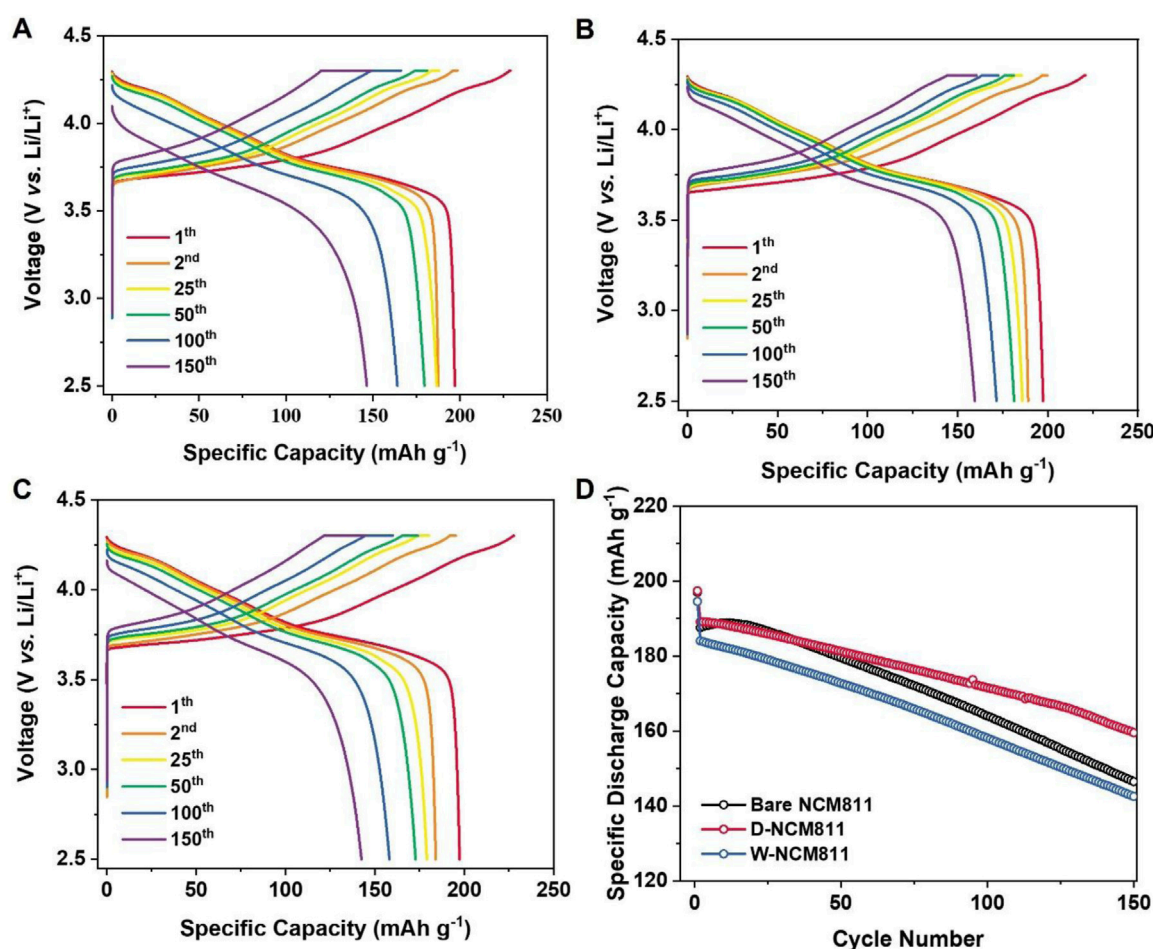 A
4.5
4.0
3.5
3.0
2.5
Voltage (V vs. Li/Li⁺)
1ᵗʰ
2ⁿᵈ
25ᵗʰ
50ᵗʰ
100ᵗʰ
150ᵗʰ
0 50 100 150 200 250
Specific Capacity (mAh g⁻¹)
B
4.5
4.0
3.5
3.0
2.5
Voltage (V vs. Li/Li⁺)
1ᵗʰ
2ⁿᵈ
25ᵗʰ
50ᵗʰ
100ᵗʰ
150ᵗʰ
0 50 100 150 200 250
Specific Capacity (mAh g⁻¹)
C
4.5
4.0
3.5
3.0
2.5
Voltage (V vs. Li/Li⁺)
1ᵗʰ
2ⁿᵈ
25ᵗʰ
50ᵗʰ
100ᵗʰ
150ᵗʰ
0 50 100 150 200 250
Specific Capacity (mAh g⁻¹)
D
220
200
180
160
140
120
Specific Discharge Capacity (mAh g⁻¹)
Bare NCM811
D-NCM811
W-NCM811
0 50 100 150
Cycle Number